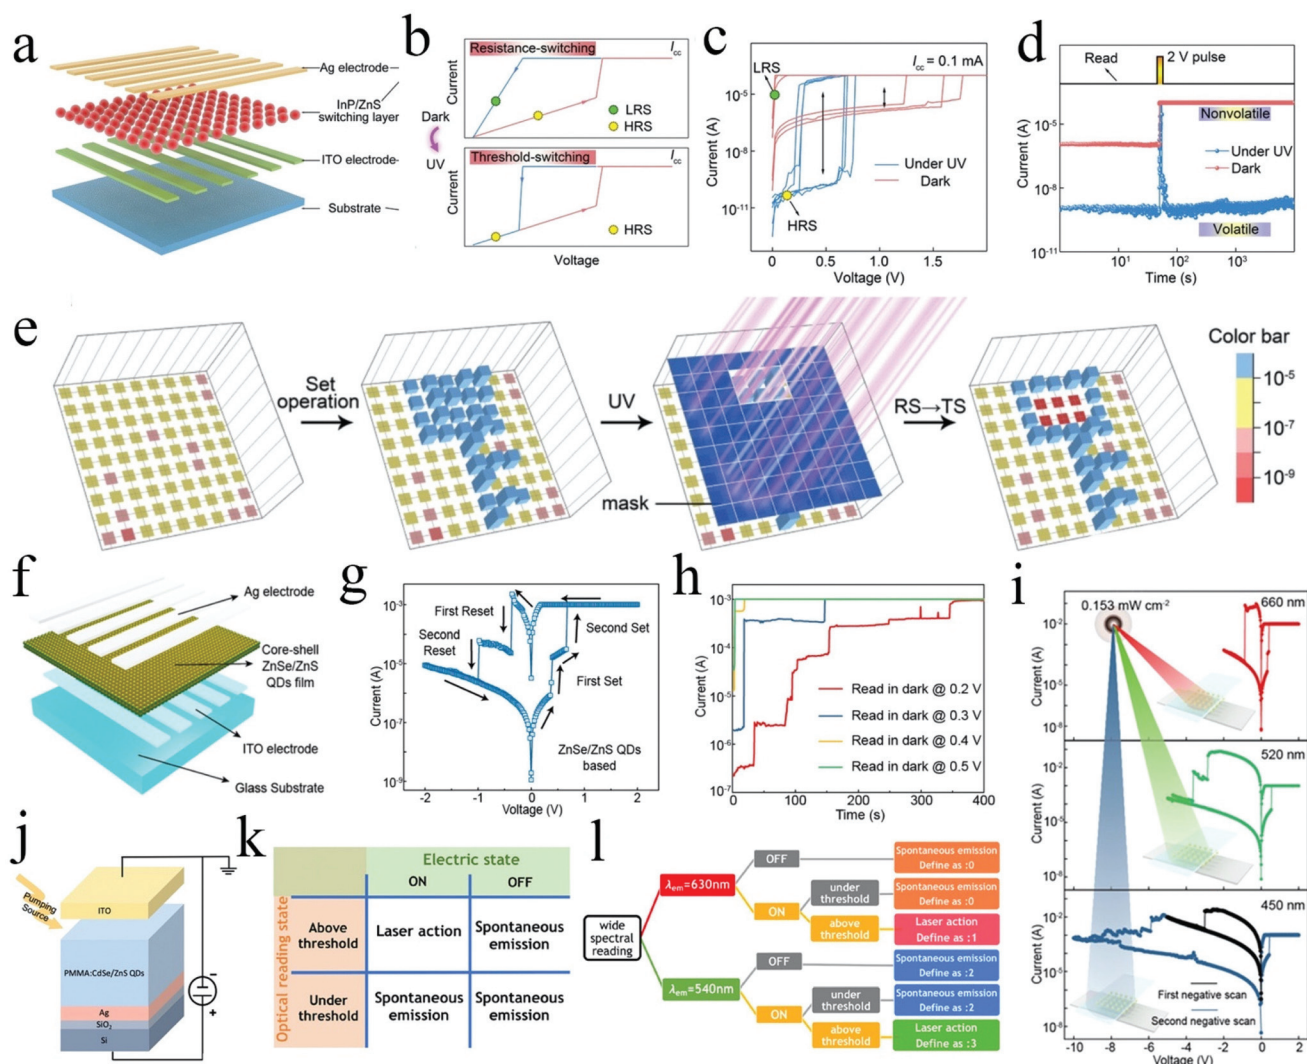 a
Ag electrode
InP/ZnS
switching layer
ITO electrode
Substrate
b
Resistance-switching
Icc
LRS
HRS
Current
Dark
UV
Threshold-switching
Icc
HRS
Current
Voltage
c
Icc = 0.1 mA
LRS
10-5
10-8
10-11
Current (A)
Under UV
Dark
HRS
0
0.5
1.0
1.5
Voltage (V)
d
Read
2 V pulse
Nonvolatile
10-5
10-8
10-11
Current (A)
Under UV
Dark
Volatile
101
102
103
Time (s)
e
Set
operation
UV
mask
RS→TS
Color bar
10-5
10-7
10-9
f
Ag electrode
Core-shell
ZnSe/ZnS
QDs film
ITO electrode
Glass Substrate
g
10-3
10-5
10-7
10-9
Current (A)
First Reset
Second
Reset
Second Set
First Set
ZnSe/ZnS QDs
based
-2
-1
0
1
2
Voltage (V)
h
10-3
10-4
10-5
10-6
10-7
Current (A)
Read in dark @ 0.2 V
Read in dark @ 0.3 V
Read in dark @ 0.4 V
Read in dark @ 0.5 V
0
100
200
300
400
Time (s)
i
0.153 mW cm-2
660 nm
10-2
10-5
10-8
Current (A)
520 nm
10-2
10-5
10-8
Current (A)
450 nm
10-2
10-5
10-8
Current (A)
First negative scan
Second negative scan
-10
-8
-6
-4
-2
0
2
Voltage (V)
j
Pumping
Source
ITO
PMMA:CdSe/ZnS QDs
Ag
SiO2
Si
−
+
k
Electric state
ON
OFF
Optical reading state
Above
threshold
Laser action
Spontaneous
emission
Under
threshold
Spontaneous
emission
Spontaneous
emission
l
wide
spectral
reading
λem=630nm
OFF
Spontaneous emission
Define as :0
ON
under
threshold
Spontaneous emission
Define as :0
above
threshold
Laser action
Define as :1
λem=540nm
OFF
Spontaneous emission
Define as :2
ON
under
threshold
Spontaneous emission
Define as :2
above
threshold
Laser action
Define as :3